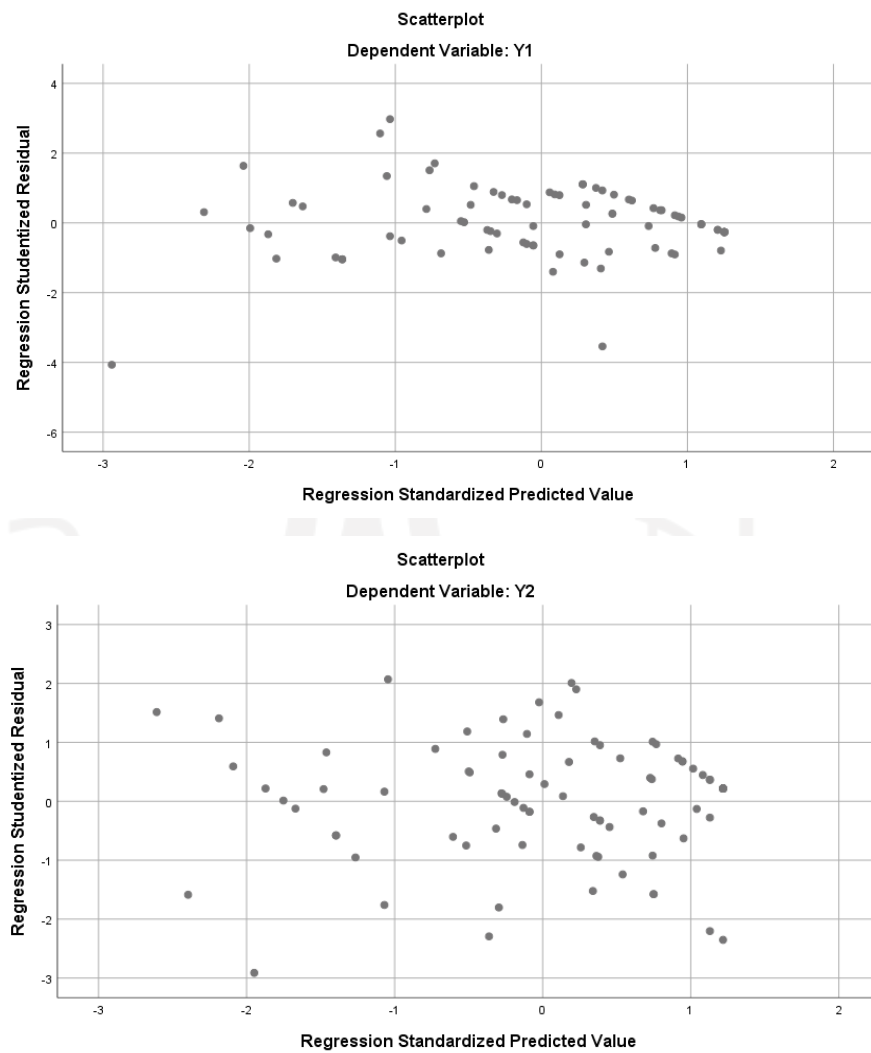 Scatterplot
Dependent Variable: Y1
4
2
0
-2
-4
-6
Regression Studentized Residual
-3 -2 -1 0 1 2
Regression Standardized Predicted Value
Scatterplot
Dependent Variable: Y2
3
2
1
0
-1
-2
-3
Regression Studentized Residual
-3 -2 -1 0 1 2
Regression Standardized Predicted Value